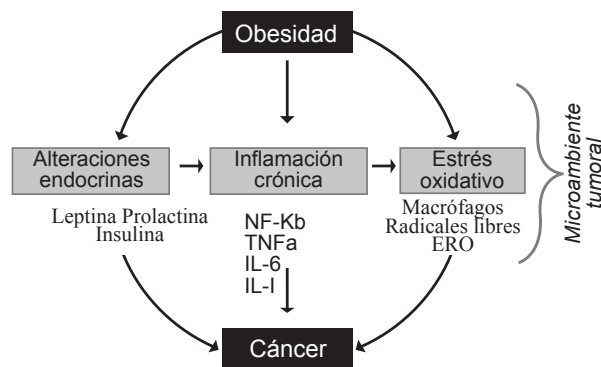 Obesidad
Alteraciones
endocrinas
Inflamación
crónica
Estrés
oxidativo
Leptina Prolactina
Insulina
NF-Kb
TNFa
IL-6
IL-I
Macrófagos
Radicales libres
ERO
Microambiente
tumoral
Cáncer